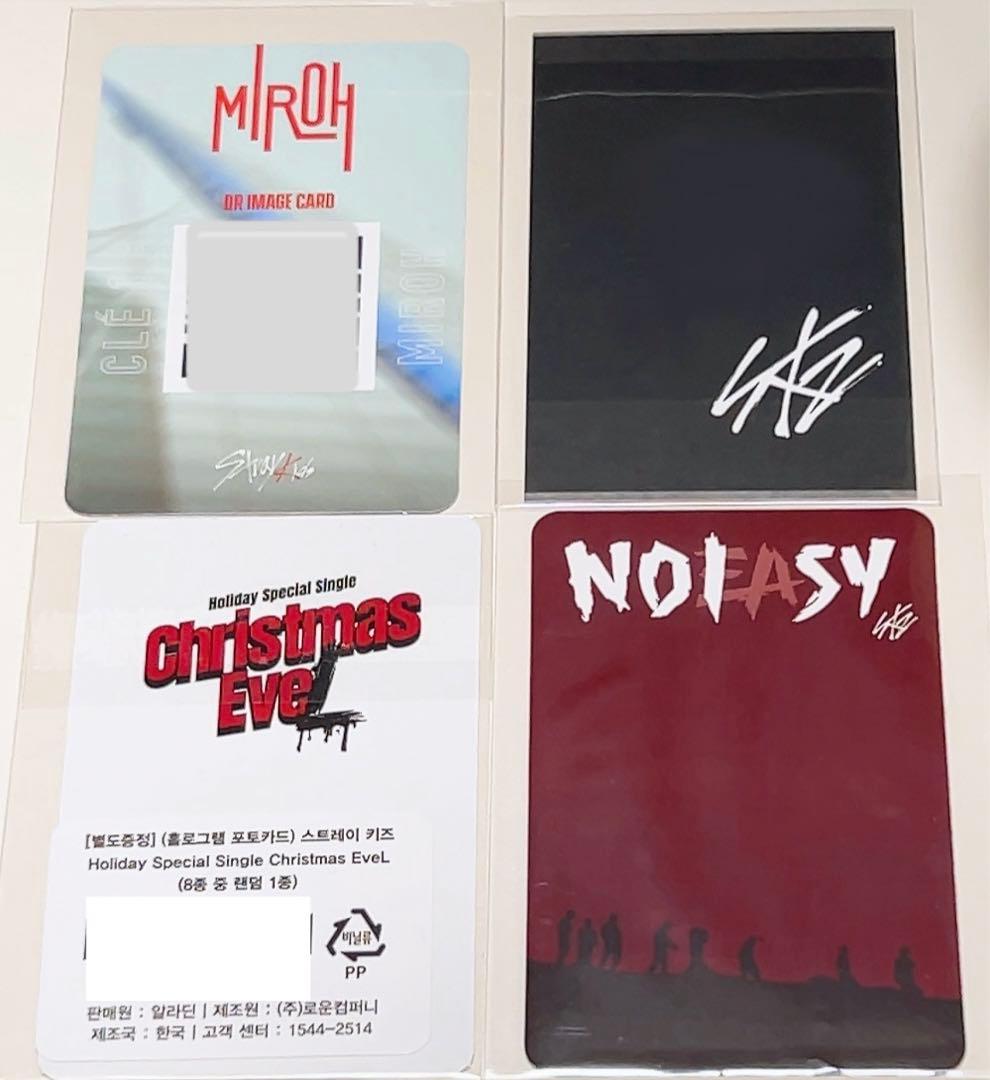 MIROH
QR IMAGE CARD
CLÉ
MIROH
Stray Kids
SKZ
Holiday Special Single
Christmas
EveL
[별도증정] (홀로그램 포토카드) 스트레이 키즈
Holiday Special Single Christmas EveL
(8종 중 랜덤 1종)
비닐류
PP
판매원 : 알라딘 | 제조원 : (주)로운컴퍼니
제조국 : 한국 | 고객 센터 : 1544-2514
NOIEASY
SKZ